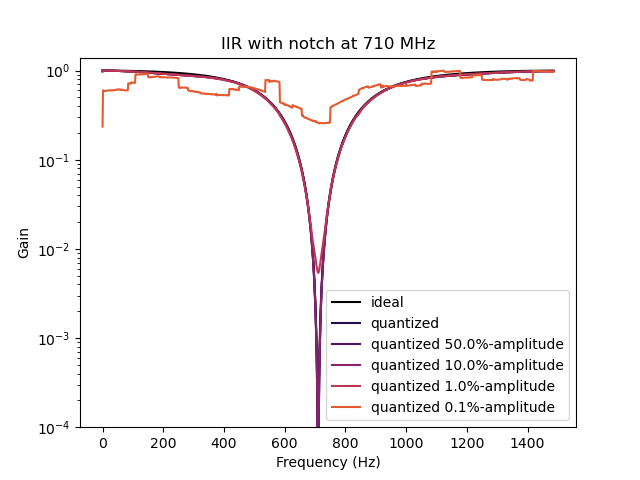 IIR with notch at 710 MHz
Gain
10⁰
10⁻¹
10⁻²
10⁻³
10⁻⁴
ideal
quantized
quantized 50.0%-amplitude
quantized 10.0%-amplitude
quantized 1.0%-amplitude
quantized 0.1%-amplitude
0 200 400 600 800 1000 1200 1400
Frequency (Hz)